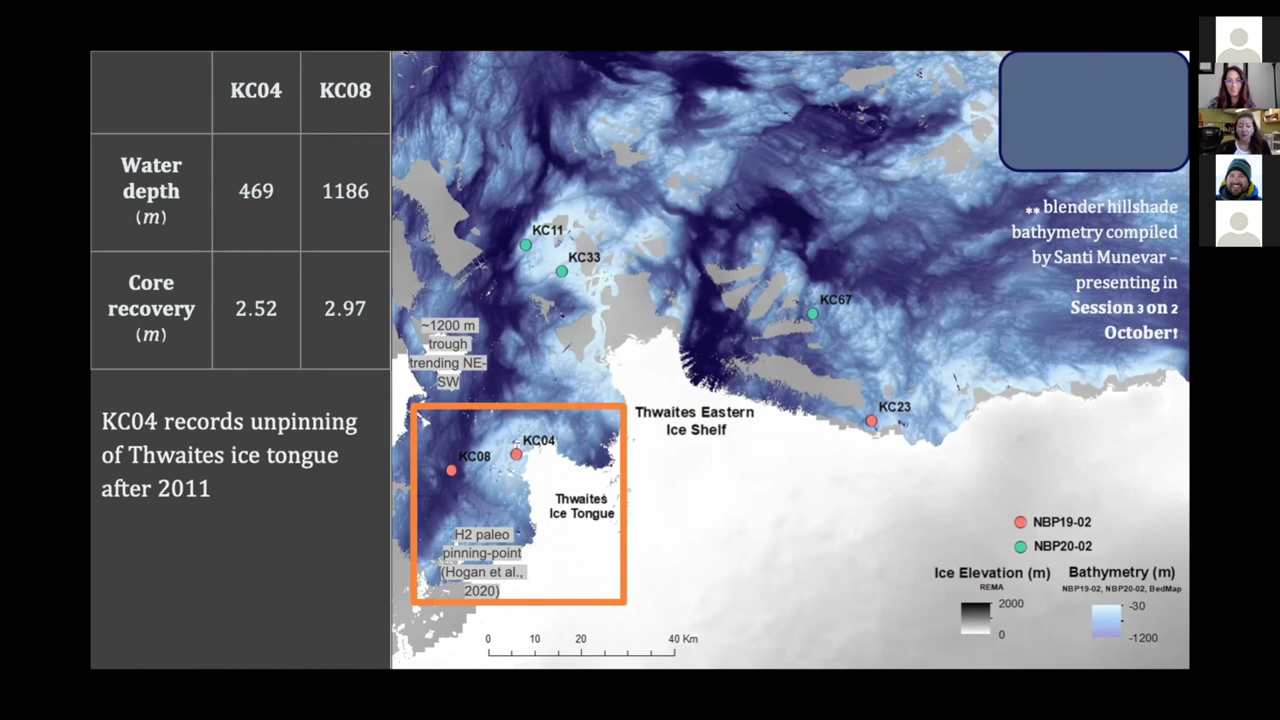 KC04 KC08
Water
depth
(m)
469 1186
Core
recovery
(m)
2.52 2.97
KC04 records unpinning
of Thwaites ice tongue
after 2011
KC11
KC33
KC67
KC23
KC04
KC08
~1200 m
trough
trending NE-
SW
Thwaites Eastern
Ice Shelf
Thwaites
Ice Tongue
H2 paleo
pinning-point
(Hogan et al.,
2020)
** blender hillshade
bathymetry compiled
by Santi Munevar –
presenting in
Session 3 on 2
October!
NBP19-02
NBP20-02
Ice Elevation (m)
REMA
2000
0
Bathymetry (m)
NBP19-02, NBP20-02, BedMap
-30
-1200
0 10 20 40 Km